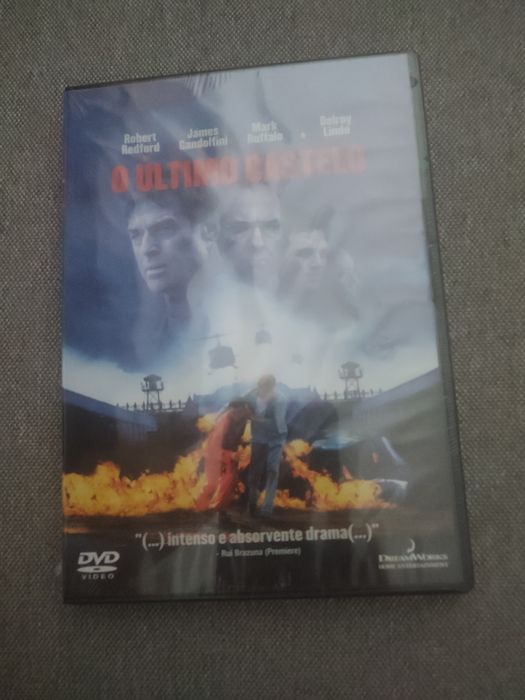 Robert Redford
James Gandolfini
Mark Ruffalo
e
Delroy Lindo
O ÚLTIMO CASTELO
"(...) intenso e absorvente drama(...)"
- Rui Brazuna (Premiere)
DVD
VIDEO
DREAMWORKS
HOME ENTERTAINMENT